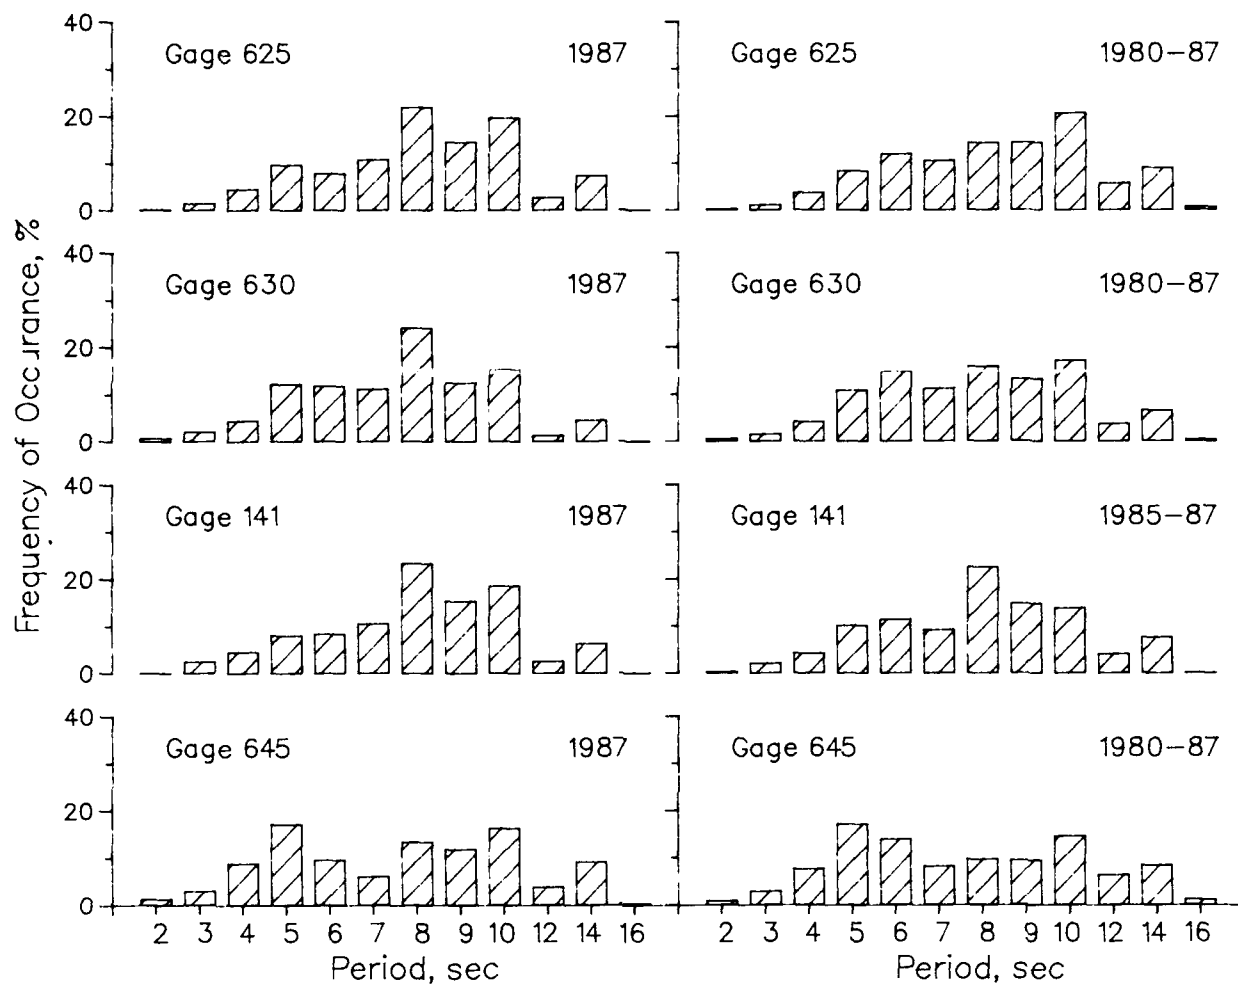 Frequency of Occurance, %
40
Gage 625 1987 Gage 625 1980-87
20
0
40
Gage 630 1987 Gage 630 1980-87
20
0
40
Gage 141 1987 Gage 141 1985-87
20
0
40
Gage 645 1987 Gage 645 1980-87
20
0
2 3 4 5 6 7 8 9 10 12 14 16 2 3 4 5 6 7 8 9 10 12 14 16
Period, sec Period, sec